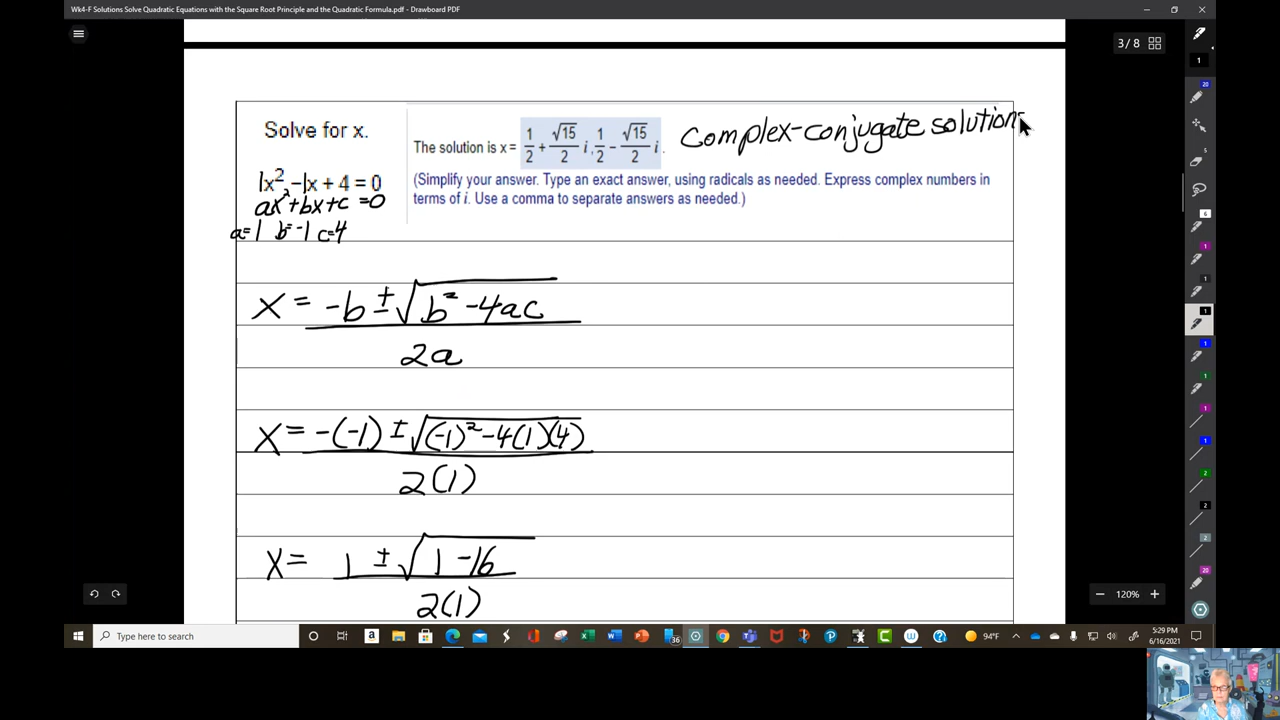 Wk4-F Solutions Solve Quadratic Equations with the Square Root Principle and the Quadratic Formula.pdf - Drawboard PDF
3 / 8
Solve for x.
1x² - 1x + 4 = 0
ax² + bx + c = 0
a=1 b=-1 c=4
The solution is x = 1/2 + √15/2 i, 1/2 - √15/2 i.
(Simplify your answer. Type an exact answer, using radicals as needed. Express complex numbers in
terms of i. Use a comma to separate answers as needed.)
complex-conjugate solution
x = -b ± √(b² - 4ac)
2a
x = -(-1) ± √((-1)² - 4(1)(4))
2(1)
x = 1 ± √(1 - 16)
2(1)
120%
Type here to search
36
94°F
5:29 PM
6/16/2021